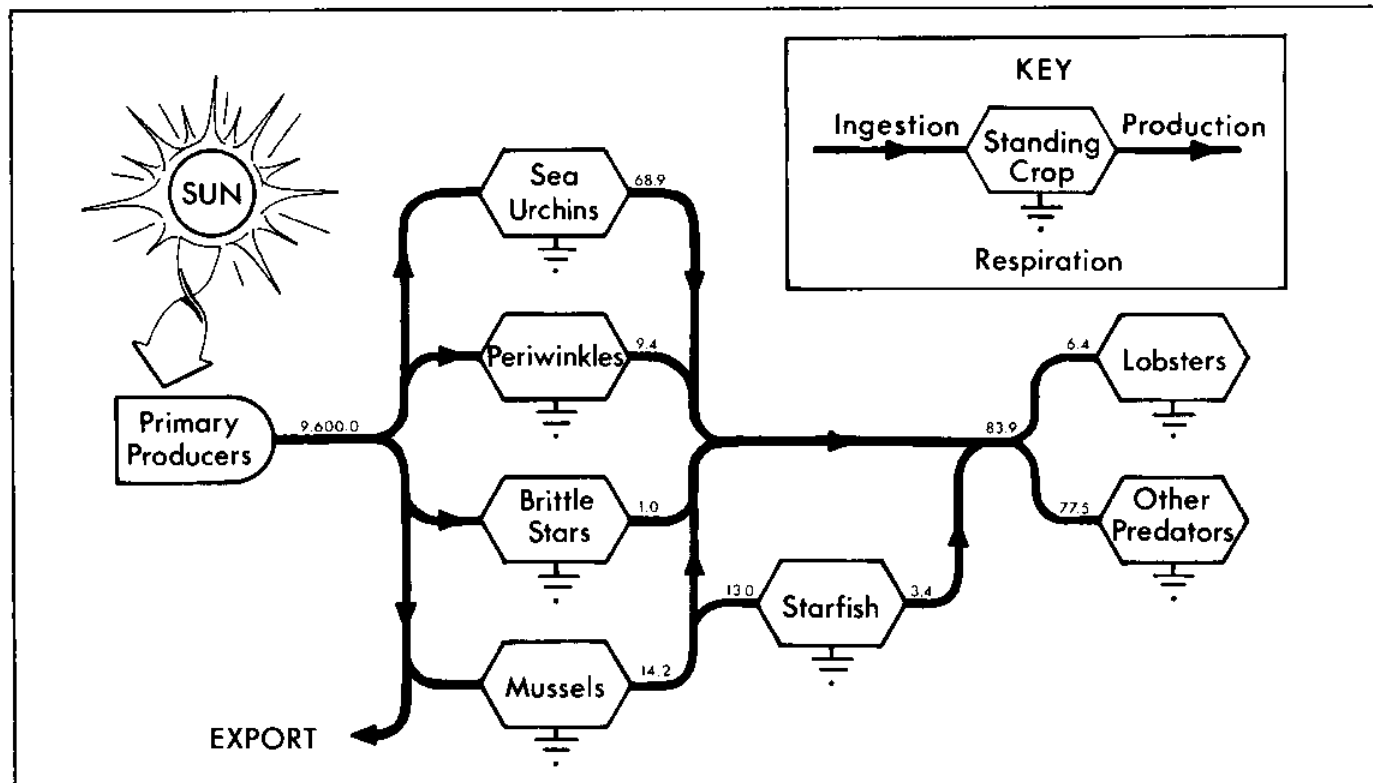 KEY
Ingestion
Production
Standing
Crop
Respiration
SUN
Sea
Urchins
68.9
Periwinkles
9.4
Primary
Producers
9.600.0
Brittle
Stars
1.0
Mussels
14.2
13.0
Starfish
3.4
83.9
6.4
Lobsters
77.5
Other
Predators
EXPORT